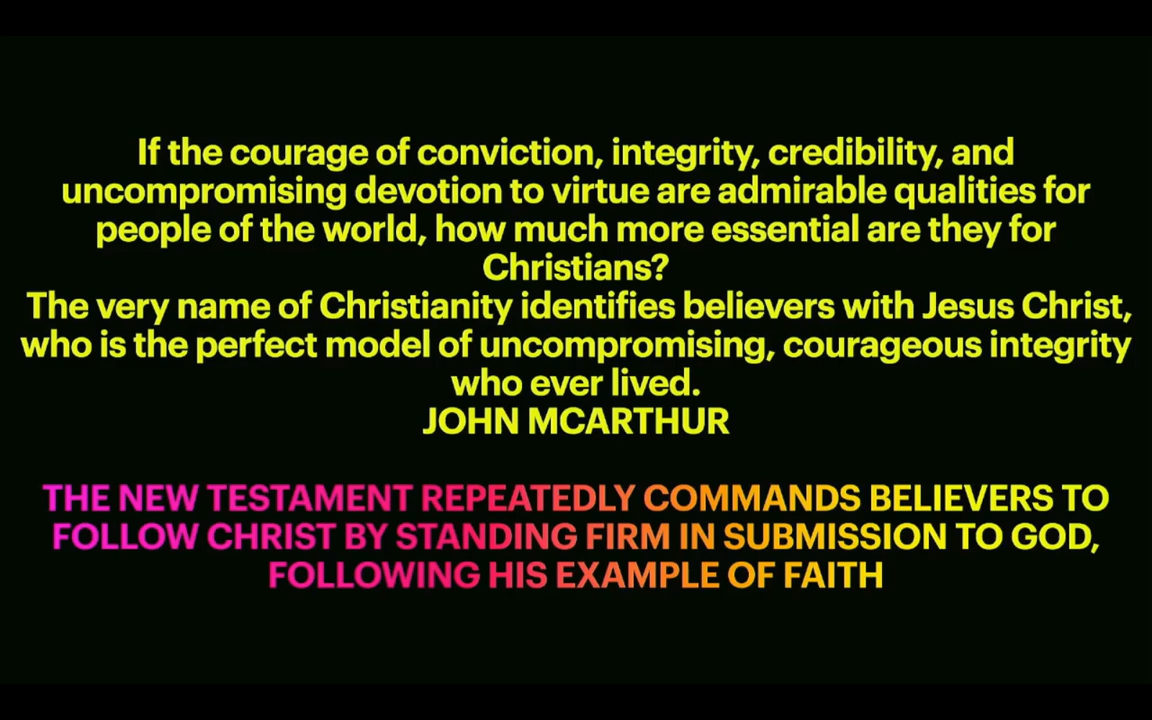 If the courage of conviction, integrity, credibility, and
uncompromising devotion to virtue are admirable qualities for
people of the world, how much more essential are they for
Christians?
The very name of Christianity identifies believers with Jesus Christ,
who is the perfect model of uncompromising, courageous integrity
who ever lived.
JOHN MCARTHUR
THE NEW TESTAMENT REPEATEDLY COMMANDS BELIEVERS TO
FOLLOW CHRIST BY STANDING FIRM IN SUBMISSION TO GOD,
FOLLOWING HIS EXAMPLE OF FAITH